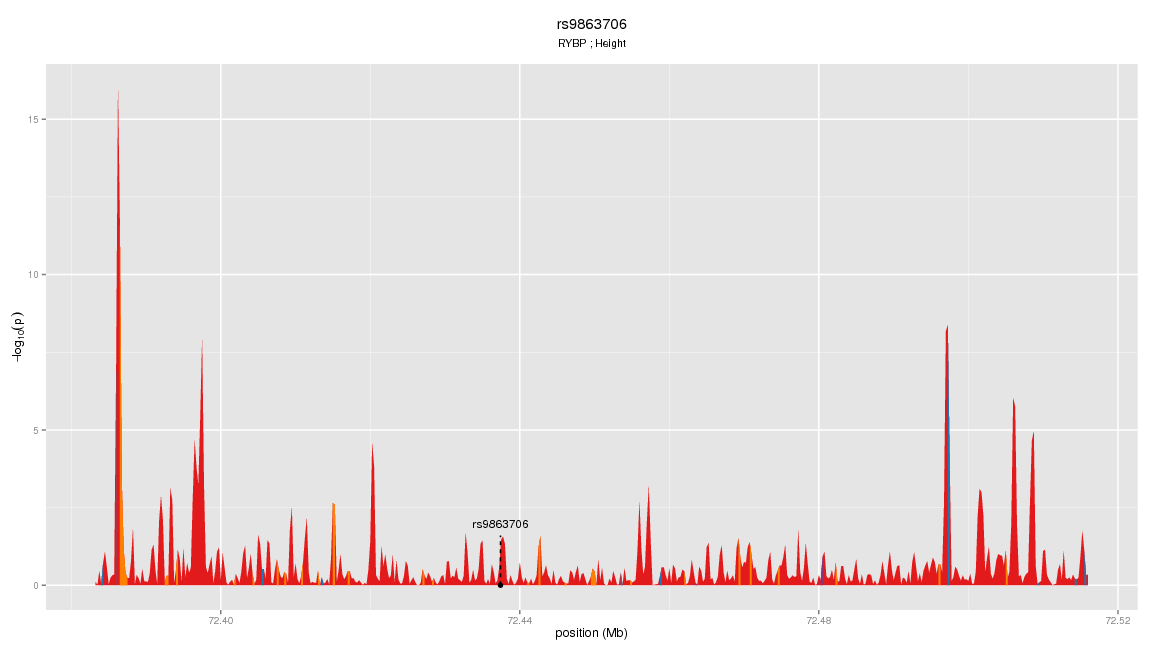 rs9863706
RYBP ; Height
15
10
5
0
−log10(p)
rs9863706
72.40
72.44
72.48
72.52
position (Mb)